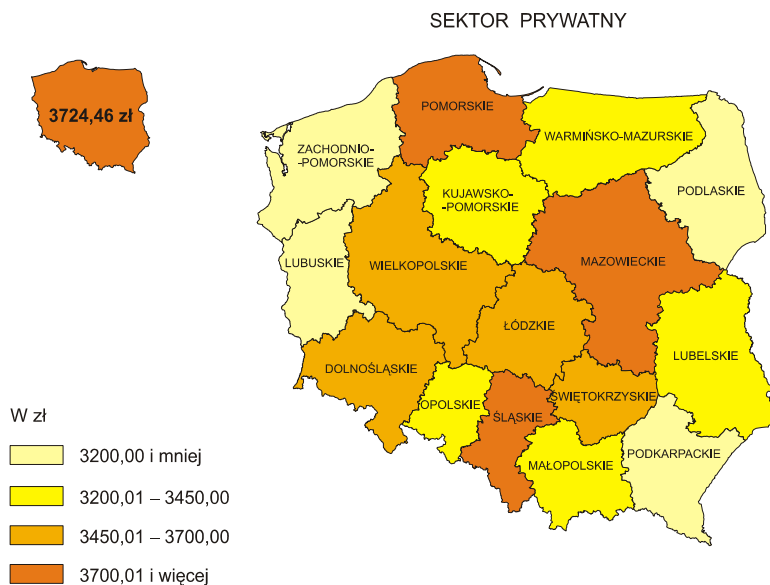 SEKTOR PRYWATNY
3724,46 zł
POMORSKIE
WARMIŃSKO-MAZURSKIE
ZACHODNIO-
-POMORSKIE
KUJAWSKO-
-POMORSKIE
PODLASKIE
LUBUSKIE
WIELKOPOLSKIE
MAZOWIECKIE
ŁÓDZKIE
LUBELSKIE
DOLNOŚLĄSKIE
OPOLSKIE
ŚLĄSKIE
ŚWIĘTOKRZYSKIE
MAŁOPOLSKIE
PODKARPACKIE
W zł
3200,00 i mniej
3200,01 – 3450,00
3450,01 – 3700,00
3700,01 i więcej